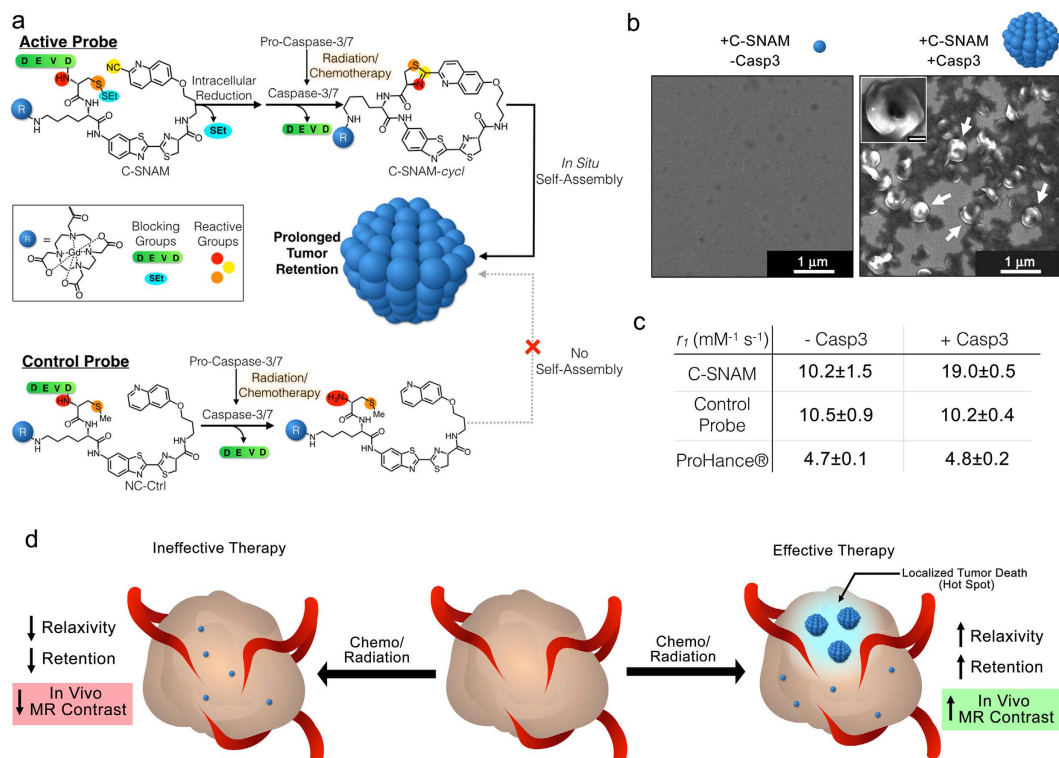 a
Active Probe
D E V D
HN
S
SEt
O
NH
R
N
H
O
HN
NC
N
O
NH
O
S
N
N
S
C-SNAM
Intracellular
Reduction
SEt
Pro-Caspase-3/7
Radiation/
Chemotherapy
Caspase-3/7
D E V D
S
N
N
O
O
NH
NH
R
O
HN
NH
O
S
N
N
S
C-SNAM-cycl
In Situ
Self-Assembly
R =
Gd
Blocking
Groups
D E V D
SEt
Reactive
Groups
Prolonged
Tumor
Retention
No
Self-Assembly
Control Probe
D E V D
HN
S
Me
O
NH
R
N
H
O
HN
N
O
NH
O
S
N
N
S
NC-Ctrl
Pro-Caspase-3/7
Radiation/
Chemotherapy
Caspase-3/7
D E V D
H₂N
S
Me
O
NH
R
N
H
O
HN
N
O
NH
O
S
N
N
S
b
+C-SNAM
-Casp3
+C-SNAM
+Casp3
1 µm
1 µm
c
r₁ (mM⁻¹ s⁻¹) - Casp3 + Casp3
C-SNAM 10.2±1.5 19.0±0.5
Control
Probe 10.5±0.9 10.2±0.4
ProHance® 4.7±0.1 4.8±0.2
d
Ineffective Therapy
Effective Therapy
Localized Tumor Death
(Hot Spot)
Relaxivity
Retention
In Vivo
MR Contrast
Chemo/
Radiation
Chemo/
Radiation
Relaxivity
Retention
In Vivo
MR Contrast